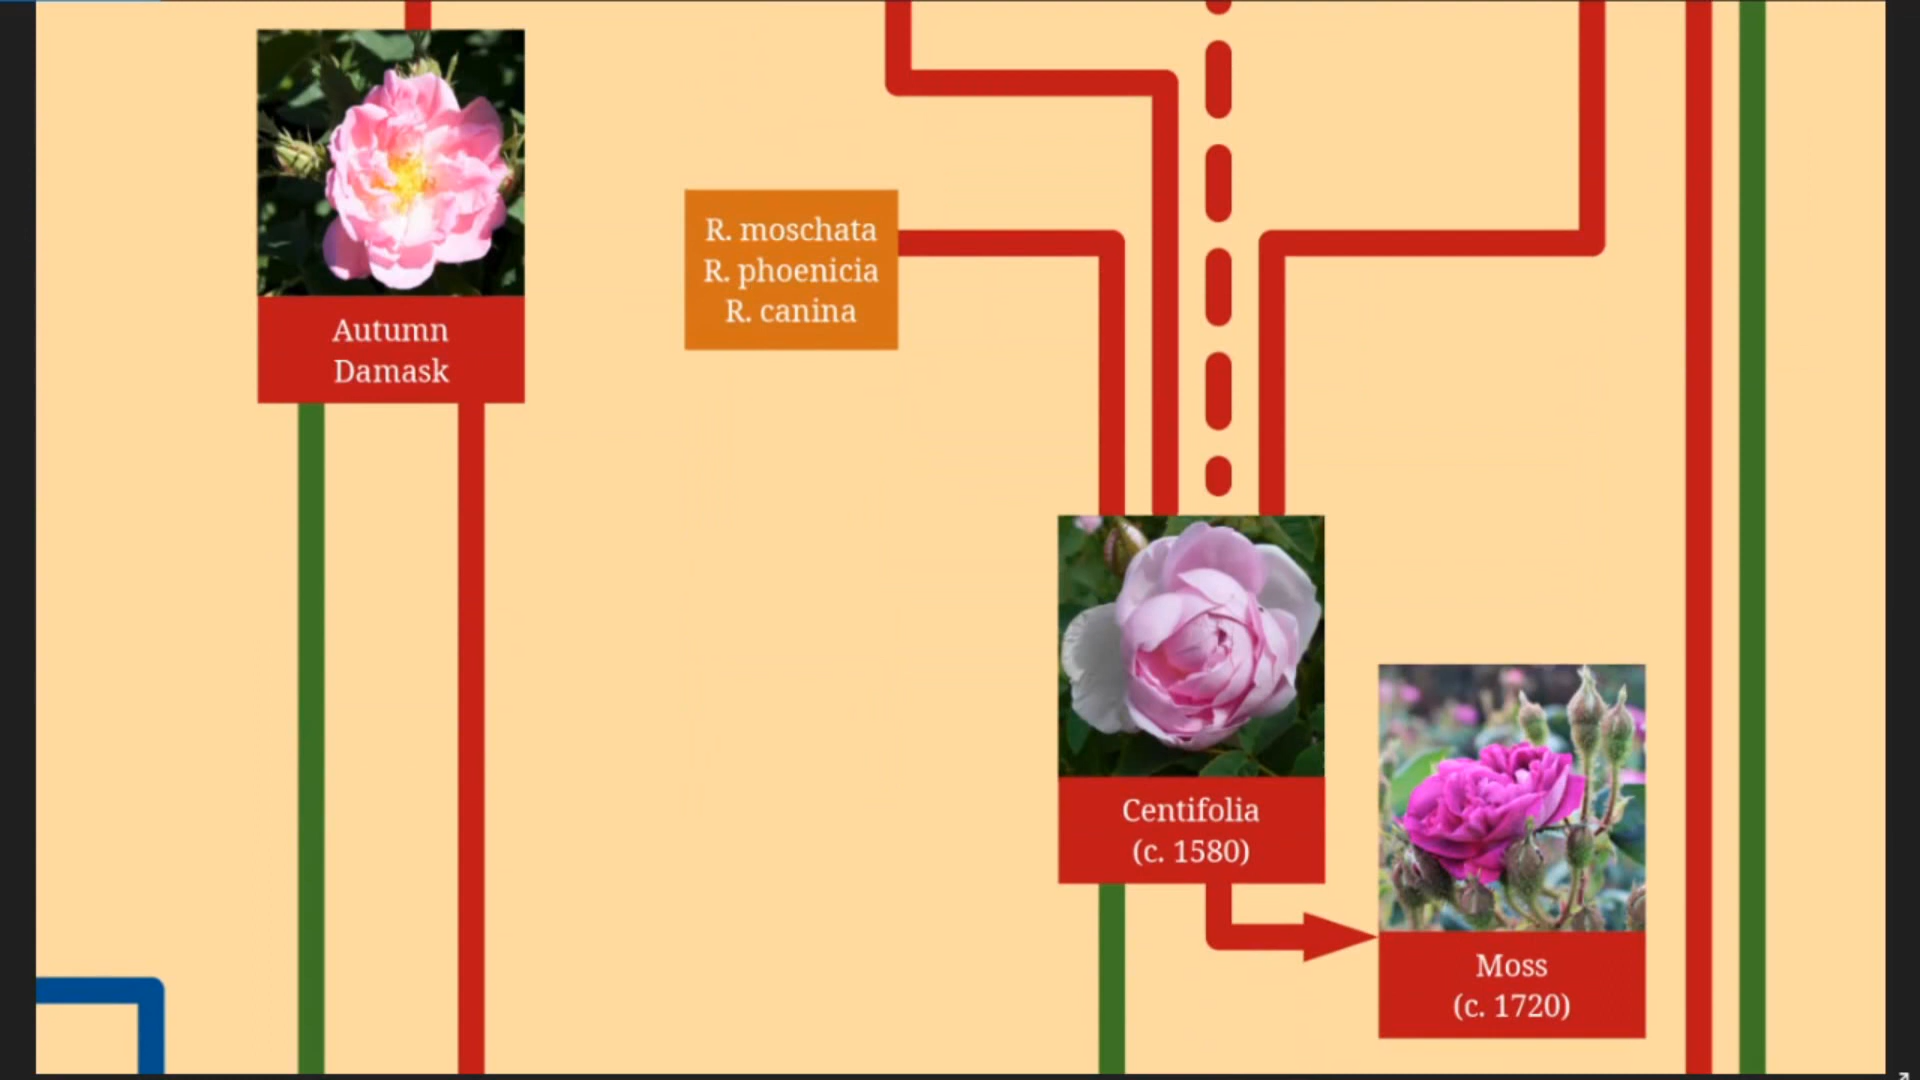 Autumn
Damask
R. moschata
R. phoenicia
R. canina
Centifolia
(c. 1580)
Moss
(c. 1720)